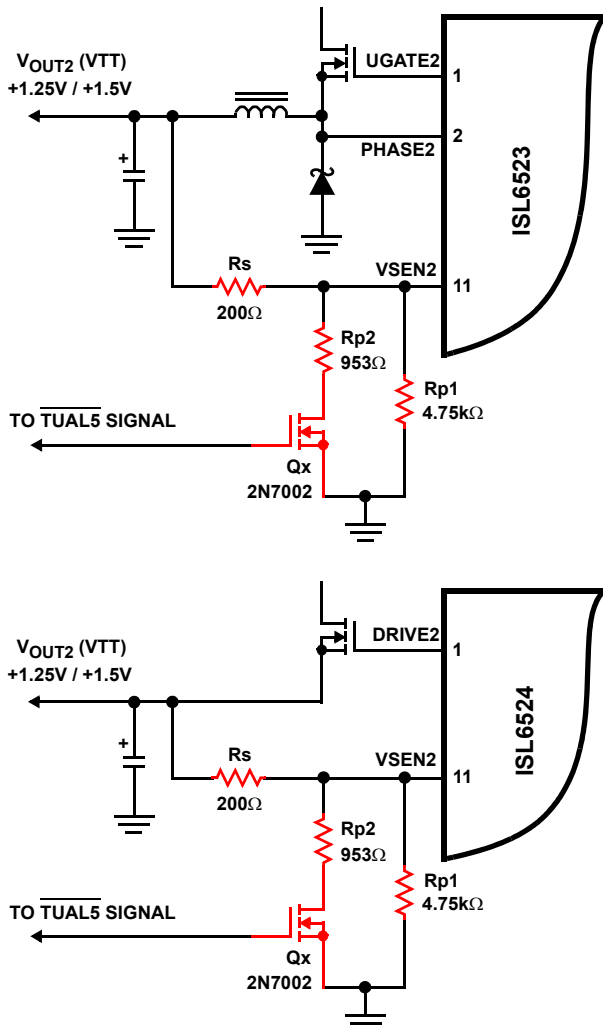 VOUT2 (VTT)
+1.25V / +1.5V
UGATE2
1
PHASE2
2
ISL6523
+
Rs
200Ω
VSEN2
11
Rp2
953Ω
Rp1
4.75kΩ
TO TUAL5 SIGNAL
Qx
2N7002
VOUT2 (VTT)
+1.25V / +1.5V
DRIVE2
1
ISL6524
+
Rs
200Ω
VSEN2
11
Rp2
953Ω
Rp1
4.75kΩ
TO TUAL5 SIGNAL
Qx
2N7002